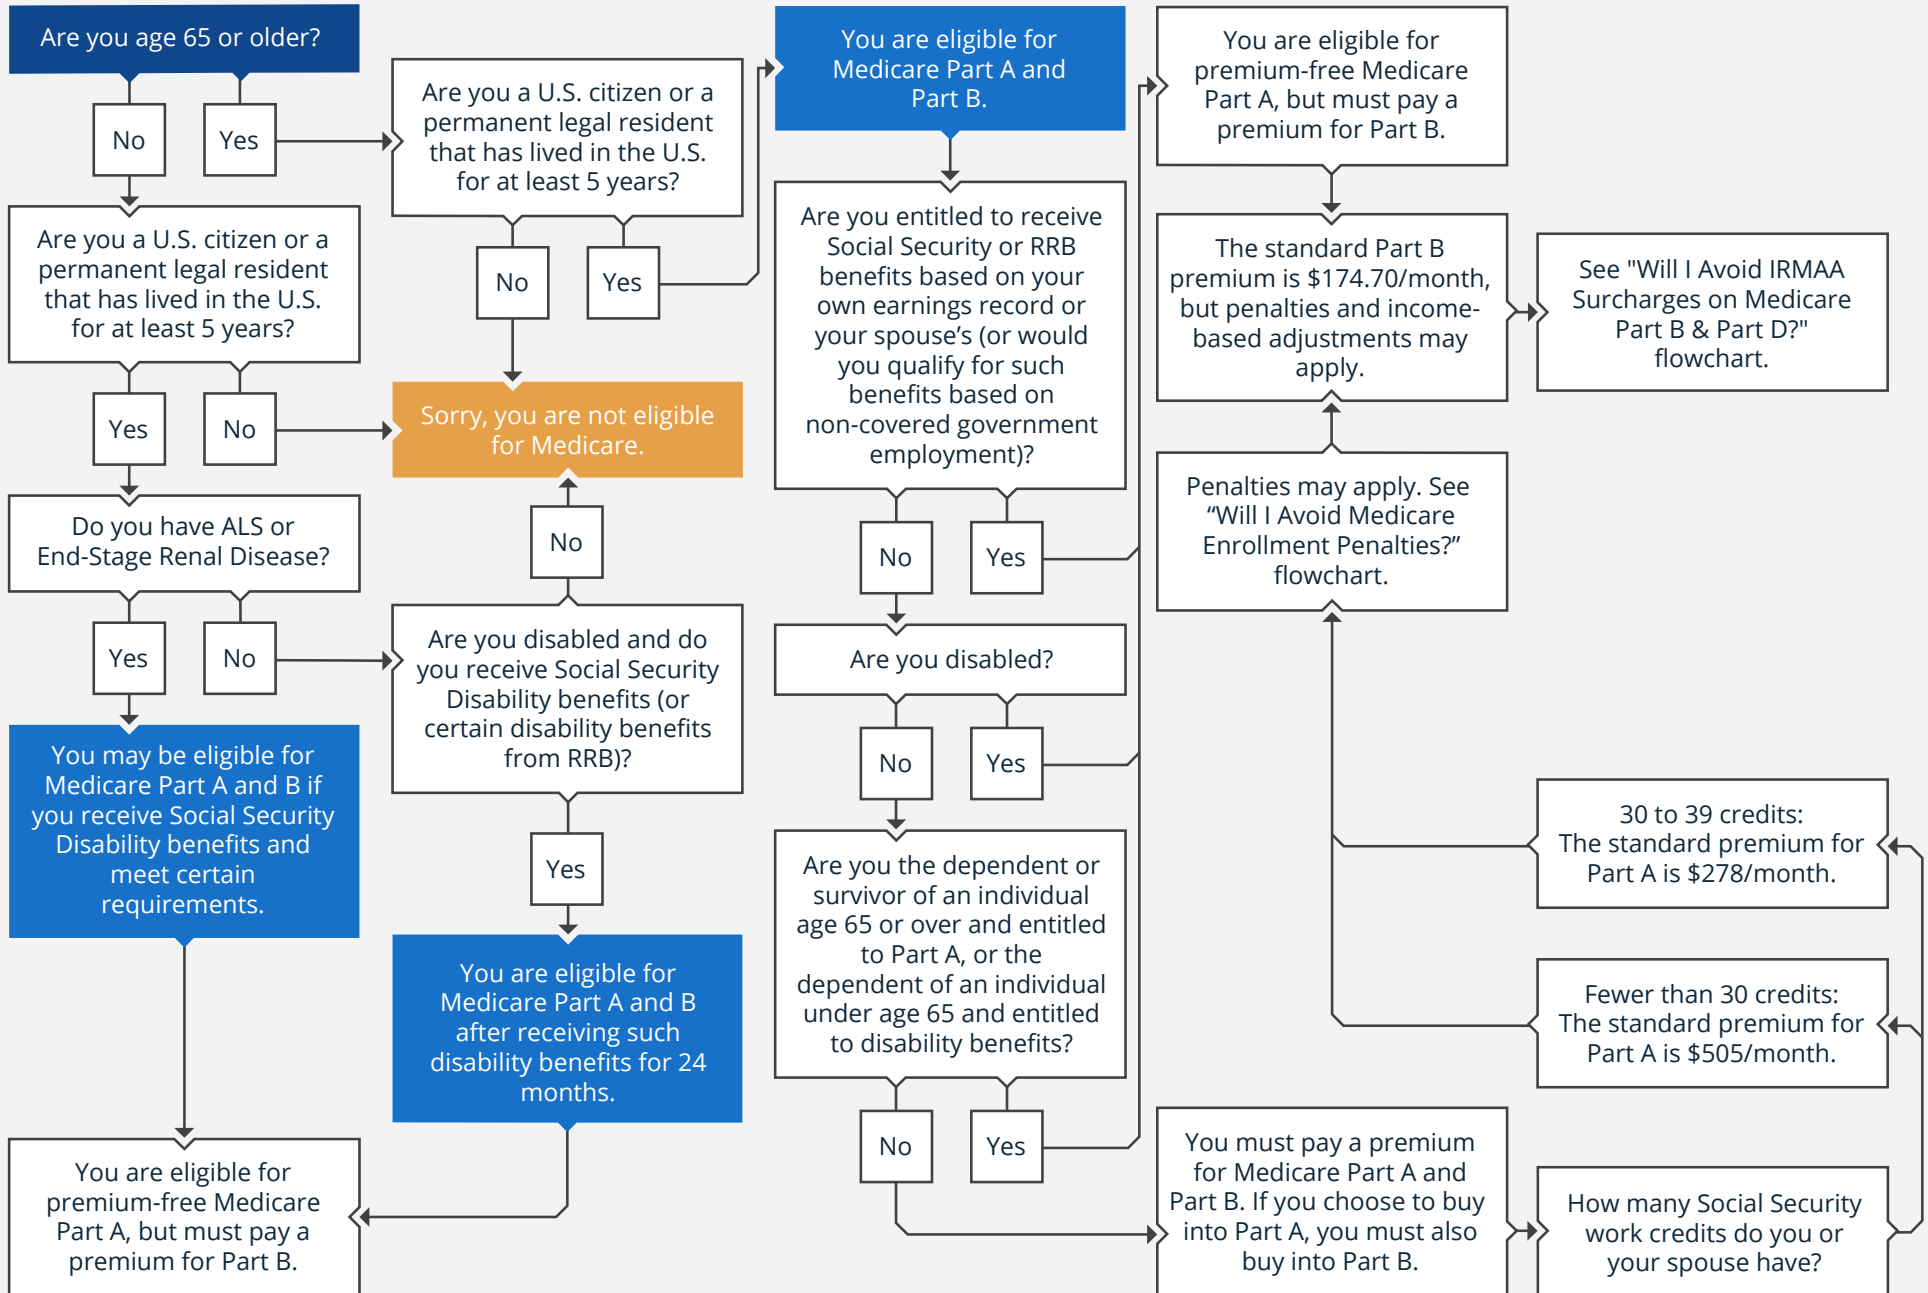 Are you age 65 or older?
No
Yes
Are you a U.S. citizen or a
permanent legal resident
that has lived in the U.S.
for at least 5 years?
Yes
No
Do you have ALS or
End-Stage Renal Disease?
Yes
No
You may be eligible for
Medicare Part A and B if
you receive Social Security
Disability benefits and
meet certain
requirements.
You are eligible for
premium-free Medicare
Part A, but must pay a
premium for Part B.
Are you a U.S. citizen or a
permanent legal resident
that has lived in the U.S.
for at least 5 years?
No
Yes
Sorry, you are not eligible
for Medicare.
No
Are you disabled and do
you receive Social Security
Disability benefits (or
certain disability benefits
from RRB)?
Yes
You are eligible for
Medicare Part A and B
after receiving such
disability benefits for 24
months.
You are eligible for
Medicare Part A and
Part B.
Are you entitled to receive
Social Security or RRB
benefits based on your
own earnings record or
your spouse’s (or would
you qualify for such
benefits based on
non-covered government
employment)?
No
Yes
Are you disabled?
No
Yes
Are you the dependent or
survivor of an individual
age 65 or over and entitled
to Part A, or the
dependent of an individual
under age 65 and entitled
to disability benefits?
No
Yes
You are eligible for
premium-free Medicare
Part A, but must pay a
premium for Part B.
The standard Part B
premium is $174.70/month,
but penalties and income-
based adjustments may
apply.
See "Will I Avoid IRMAA
Surcharges on Medicare
Part B & Part D?"
flowchart.
Penalties may apply. See
“Will I Avoid Medicare
Enrollment Penalties?”
flowchart.
30 to 39 credits:
The standard premium for
Part A is $278/month.
Fewer than 30 credits:
The standard premium for
Part A is $505/month.
You must pay a premium
for Medicare Part A and
Part B. If you choose to buy
into Part A, you must also
buy into Part B.
How many Social Security
work credits do you or
your spouse have?